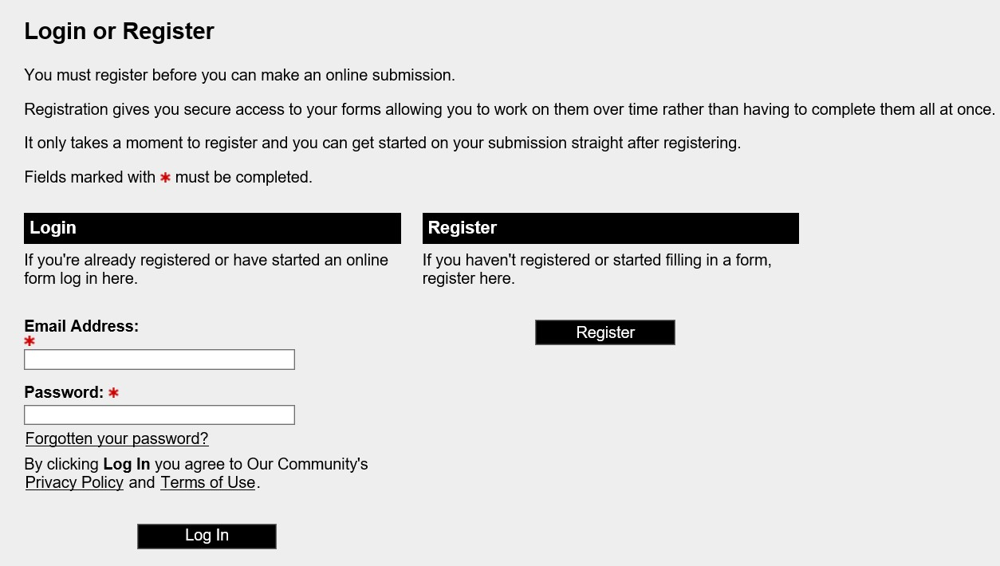 Login or Register
You must register before you can make an online submission.
Registration gives you secure access to your forms allowing you to work on them over time rather than having to complete them all at once.
It only takes a moment to register and you can get started on your submission straight after registering.
Fields marked with * must be completed.
Login
If you're already registered or have started an online
form log in here.
Email Address:
*
Password: *
Forgotten your password?
By clicking Log In you agree to Our Community's
Privacy Policy and Terms of Use.
Log In
Register
If you haven't registered or started filling in a form,
register here.
Register